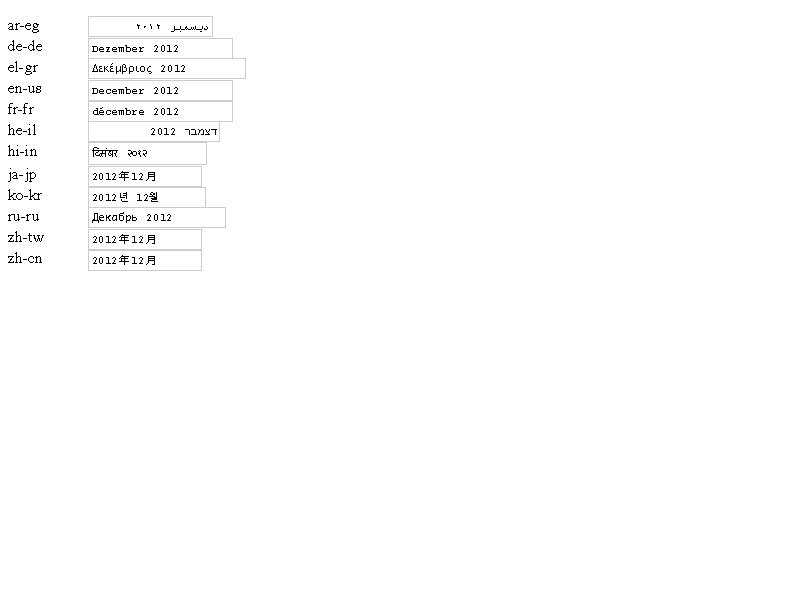 ar-eg ديسمبر ٢٠١٢
de-de Dezember 2012
el-gr Δεκέμβριος 2012
en-us December 2012
fr-fr décembre 2012
he-il דצמבר 2012
hi-in दिसंबर २०१२
ja-jp 2012年12月
ko-kr 2012년 12월
ru-ru Декабрь 2012
zh-tw 2012年12月
zh-cn 2012年12月